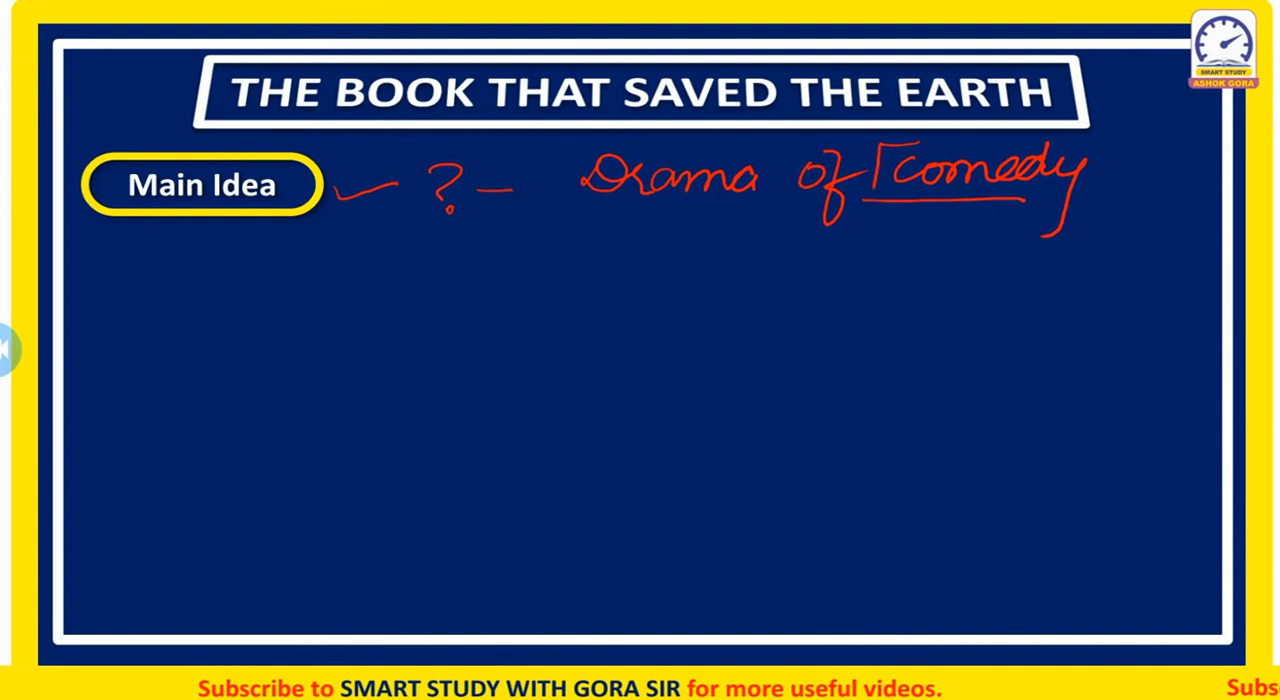 SMART STUDY
ASHOK GORA
THE BOOK THAT SAVED THE EARTH
Main Idea ? - Drama of comedy
Subscribe to SMART STUDY WITH GORA SIR for more useful videos. Subs